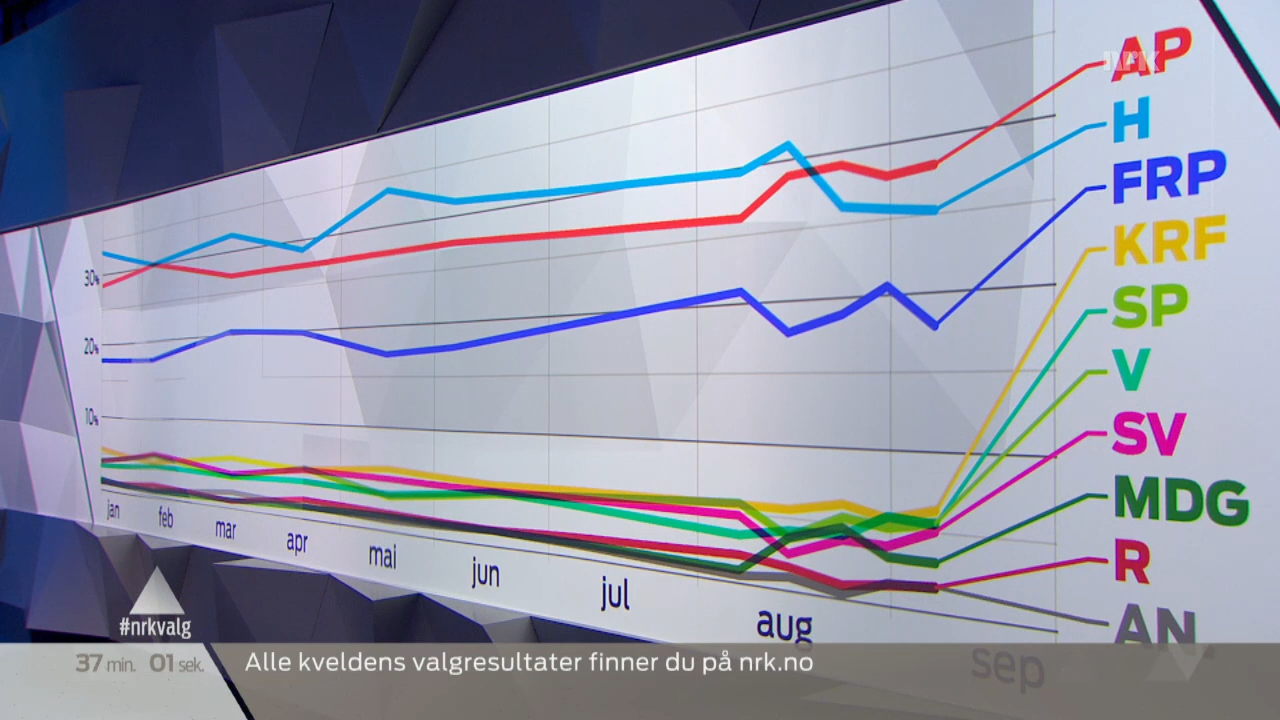 nrk
AP
H
FRP
KRF
SP
V
SV
MDG
R
AN.
30%
20%
10%
jan
feb
mar
apr
mai
jun
jul
aug
sep
#nrkvalg
37 min. 01 sek.
Alle kveldens valgresultater finner du på nrk.no